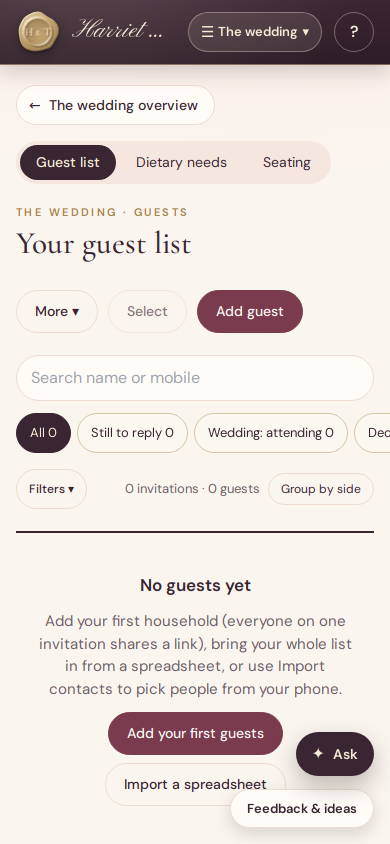 H & T
Harriet ...
☰ The wedding ▾
?
← The wedding overview
Guest list
Dietary needs
Seating
THE WEDDING · GUESTS
Your guest list
More ▾
Select
Add guest
Search name or mobile
All 0
Still to reply 0
Wedding: attending 0
Dec
Filters ▾
0 invitations · 0 guests
Group by side
No guests yet
Add your first household (everyone on one
invitation shares a link), bring your whole list
in from a spreadsheet, or use Import
contacts to pick people from your phone.
Add your first guests
✦ Ask
Import a spreadsheet
Feedback & ideas